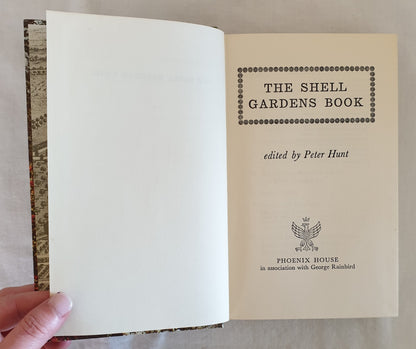 THE SHELL
GARDENS BOOK
edited by Peter Hunt
PHOENIX HOUSE
in association with George Rainbird